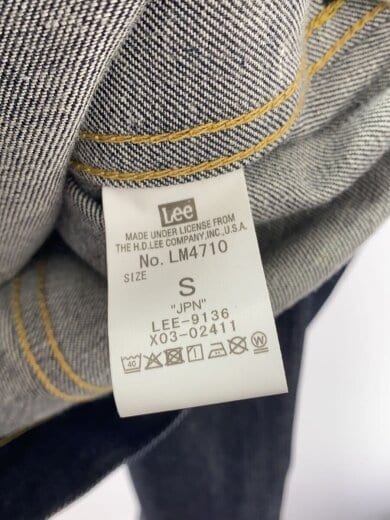 Lee
MADE UNDER LICENSE FROM
THE H.D.LEE COMPANY,INC.,U.S.A.
No. LM4710
SIZE
S
"JPN"
LEE-9136
X03-02411
40
W